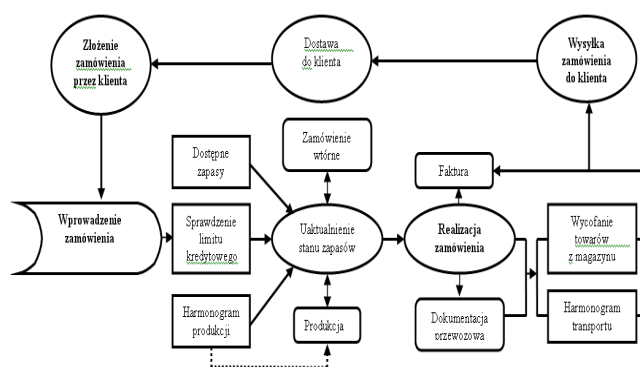 Złożenie
zamówienia
przez klienta
Dostawa
do klienta
Wysyłka
zamówienia
do klienta
Dostępne
zapasy
Zamówienie
wtórne
Faktura
Wprowadzenie
zamówienia
Sprawdzenie
limitu
kredytowego
Uaktualnienie
stanu zapasów
Realizacja
zamówienia
Wycofanie
towarów
z magazynu
Harmonogram
produkcji
Produkcja
Dokumentacja
przewozowa
Harmonogram
transportu